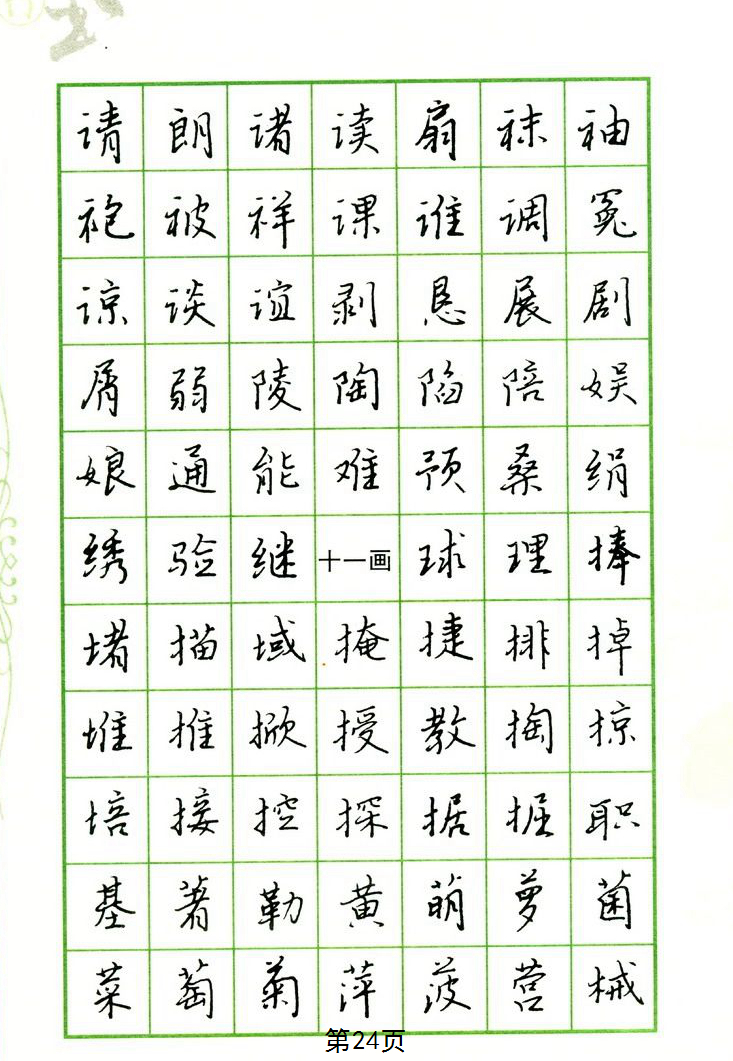 请 朗 诸 读 扇 袜 袖
袍 被 祥 课 谁 调 冤
谅 谈 谊 剥 恳 展 剧
屑 弱 陵 陶 陷 陪 娱
娘 通 能 难 预 桑 绢
绣 验 继 十一画 球 理 捧
堵 描 域 掩 捷 排 掉
堆 推 掀 授 教 掏 掠
培 接 控 探 据 掘 职
基 著 勒 黄 萌 萝 菌
菜 萄 菊 萍 菠 营 械
第24页